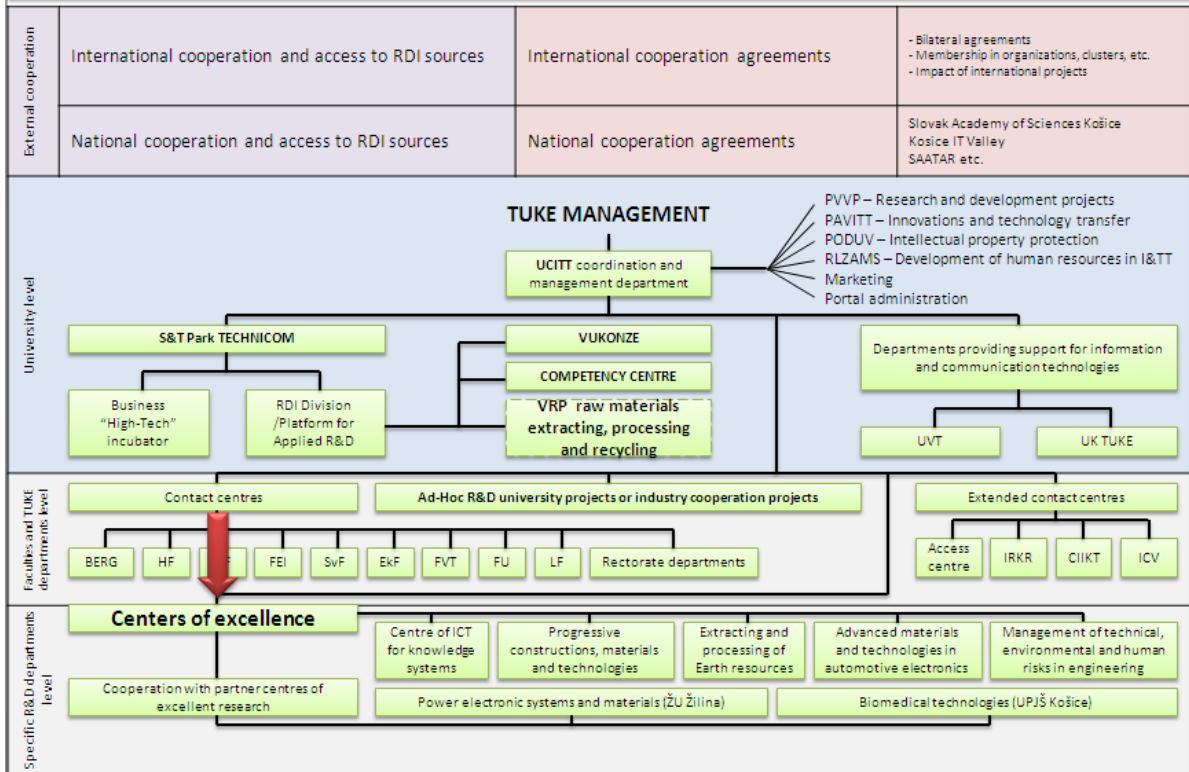 External cooperation
International cooperation and access to RDI sources
International cooperation agreements
- Bilateral agreements
- Membership in organizations, clusters, etc.
- Impact of international projects
National cooperation and access to RDI sources
National cooperation agreements
Slovak Academy of Sciences Košice
Kosice IT Valley
SAATAR etc.
University level
TUKE MANAGEMENT
UCITT coordination and
management department
PVVP – Research and development projects
PAVITT – Innovations and technology transfer
PODUV – Intellectual property protection
RLZAMS – Development of human resources in I&TT
Marketing
Portal administration
S&T Park TECHNICOM
Business
“High-Tech”
incubator
RDI Division
/Platform for
Applied R&D
VUKONZE
COMPETENCY CENTRE
VRP raw materials
extracting, processing
and recycling
Departments providing support for information
and communication technologies
UVT
UK TUKE
Faculties and TUKE
departments level
Contact centres
Ad-Hoc R&D university projects or industry cooperation projects
Extended contact centres
BERG
HF
FEI
SvF
EkF
FVT
FU
LF
Rectorate departments
Access
centre
IRKR
CIIKT
ICV
Specific R&D departments
level
Centers of excellence
Centre of ICT
for knowledge
systems
Progressive
constructions, materials
and technologies
Extracting and
processing of
Earth resources
Advanced materials
and technologies in
automotive electronics
Management of technical,
environmental and human
risks in engineering
Cooperation with partner centres of
excellent research
Power electronic systems and materials (ŽU Žilina)
Biomedical technologies (UPJŠ Košice)